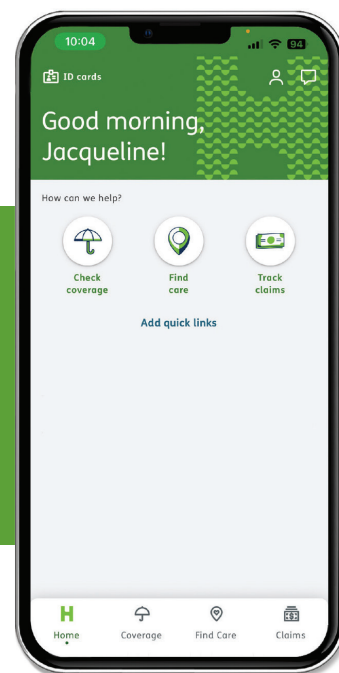 10:04
94
ID cards
Good morning,
Jacqueline!
How can we help?
Check
coverage
Find
care
Track
claims
Add quick links
H
Home
Coverage
Find Care
Claims